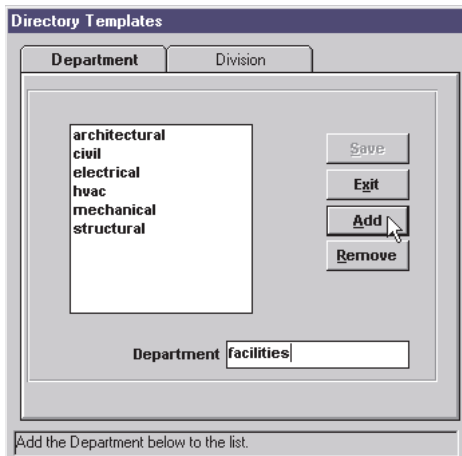 Directory Templates
Department Division
architectural
civil
electrical
hvac
mechanical
structural
Save
Exit
Add
Remove
Department facilities
Add the Department below to the list.